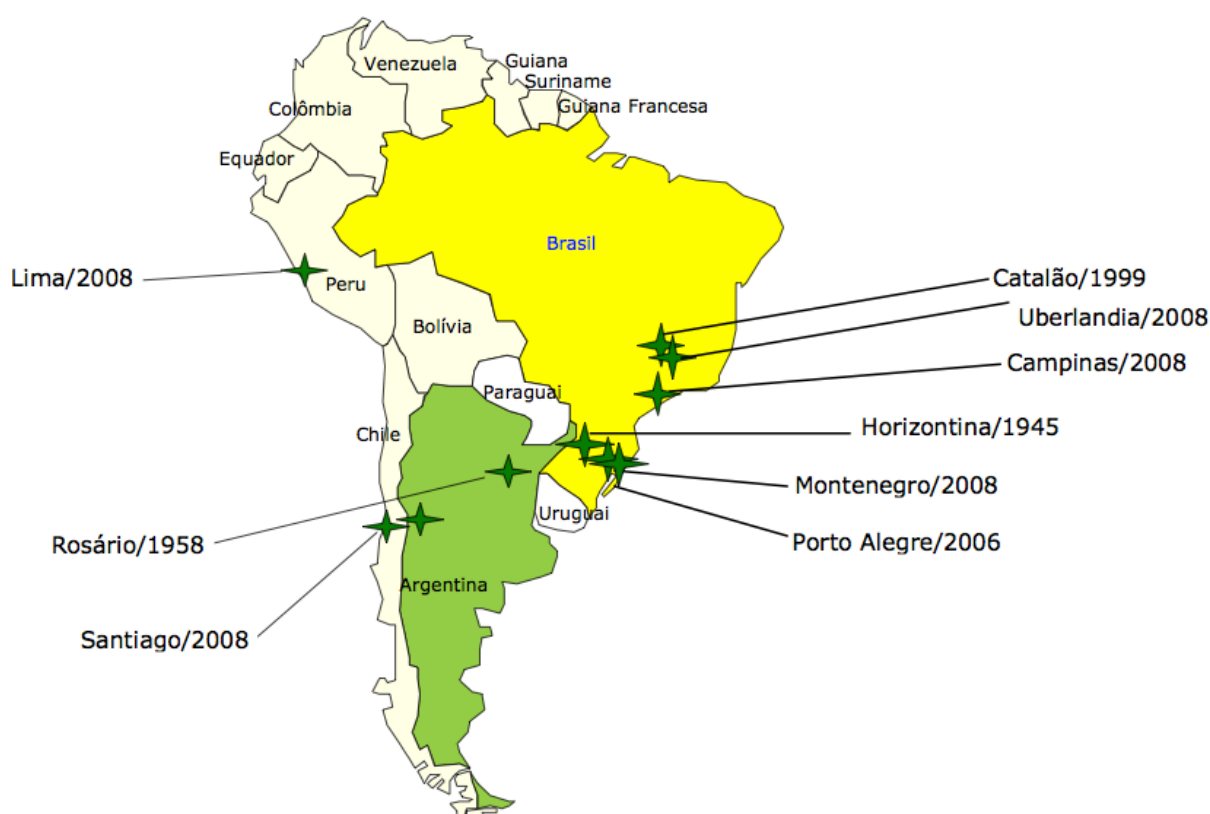 Venezuela
Guiana
Suriname
Guiana Francesa
Colômbia
Equador
Brasil
Lima/2008
Peru
Catalão/1999
Uberlandia/2008
Bolívia
Campinas/2008
Paraguai
Chile
Horizontina/1945
Montenegro/2008
Uruguai
Rosário/1958
Porto Alegre/2006
Argentina
Santiago/2008